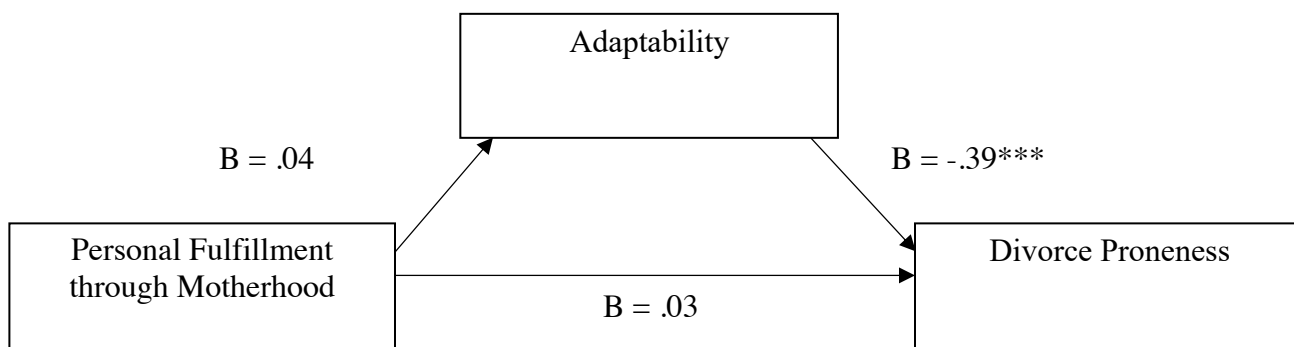 Adaptability
B = .04
B = -.39***
Personal Fulfillment
through Motherhood
Divorce Proneness
B = .03